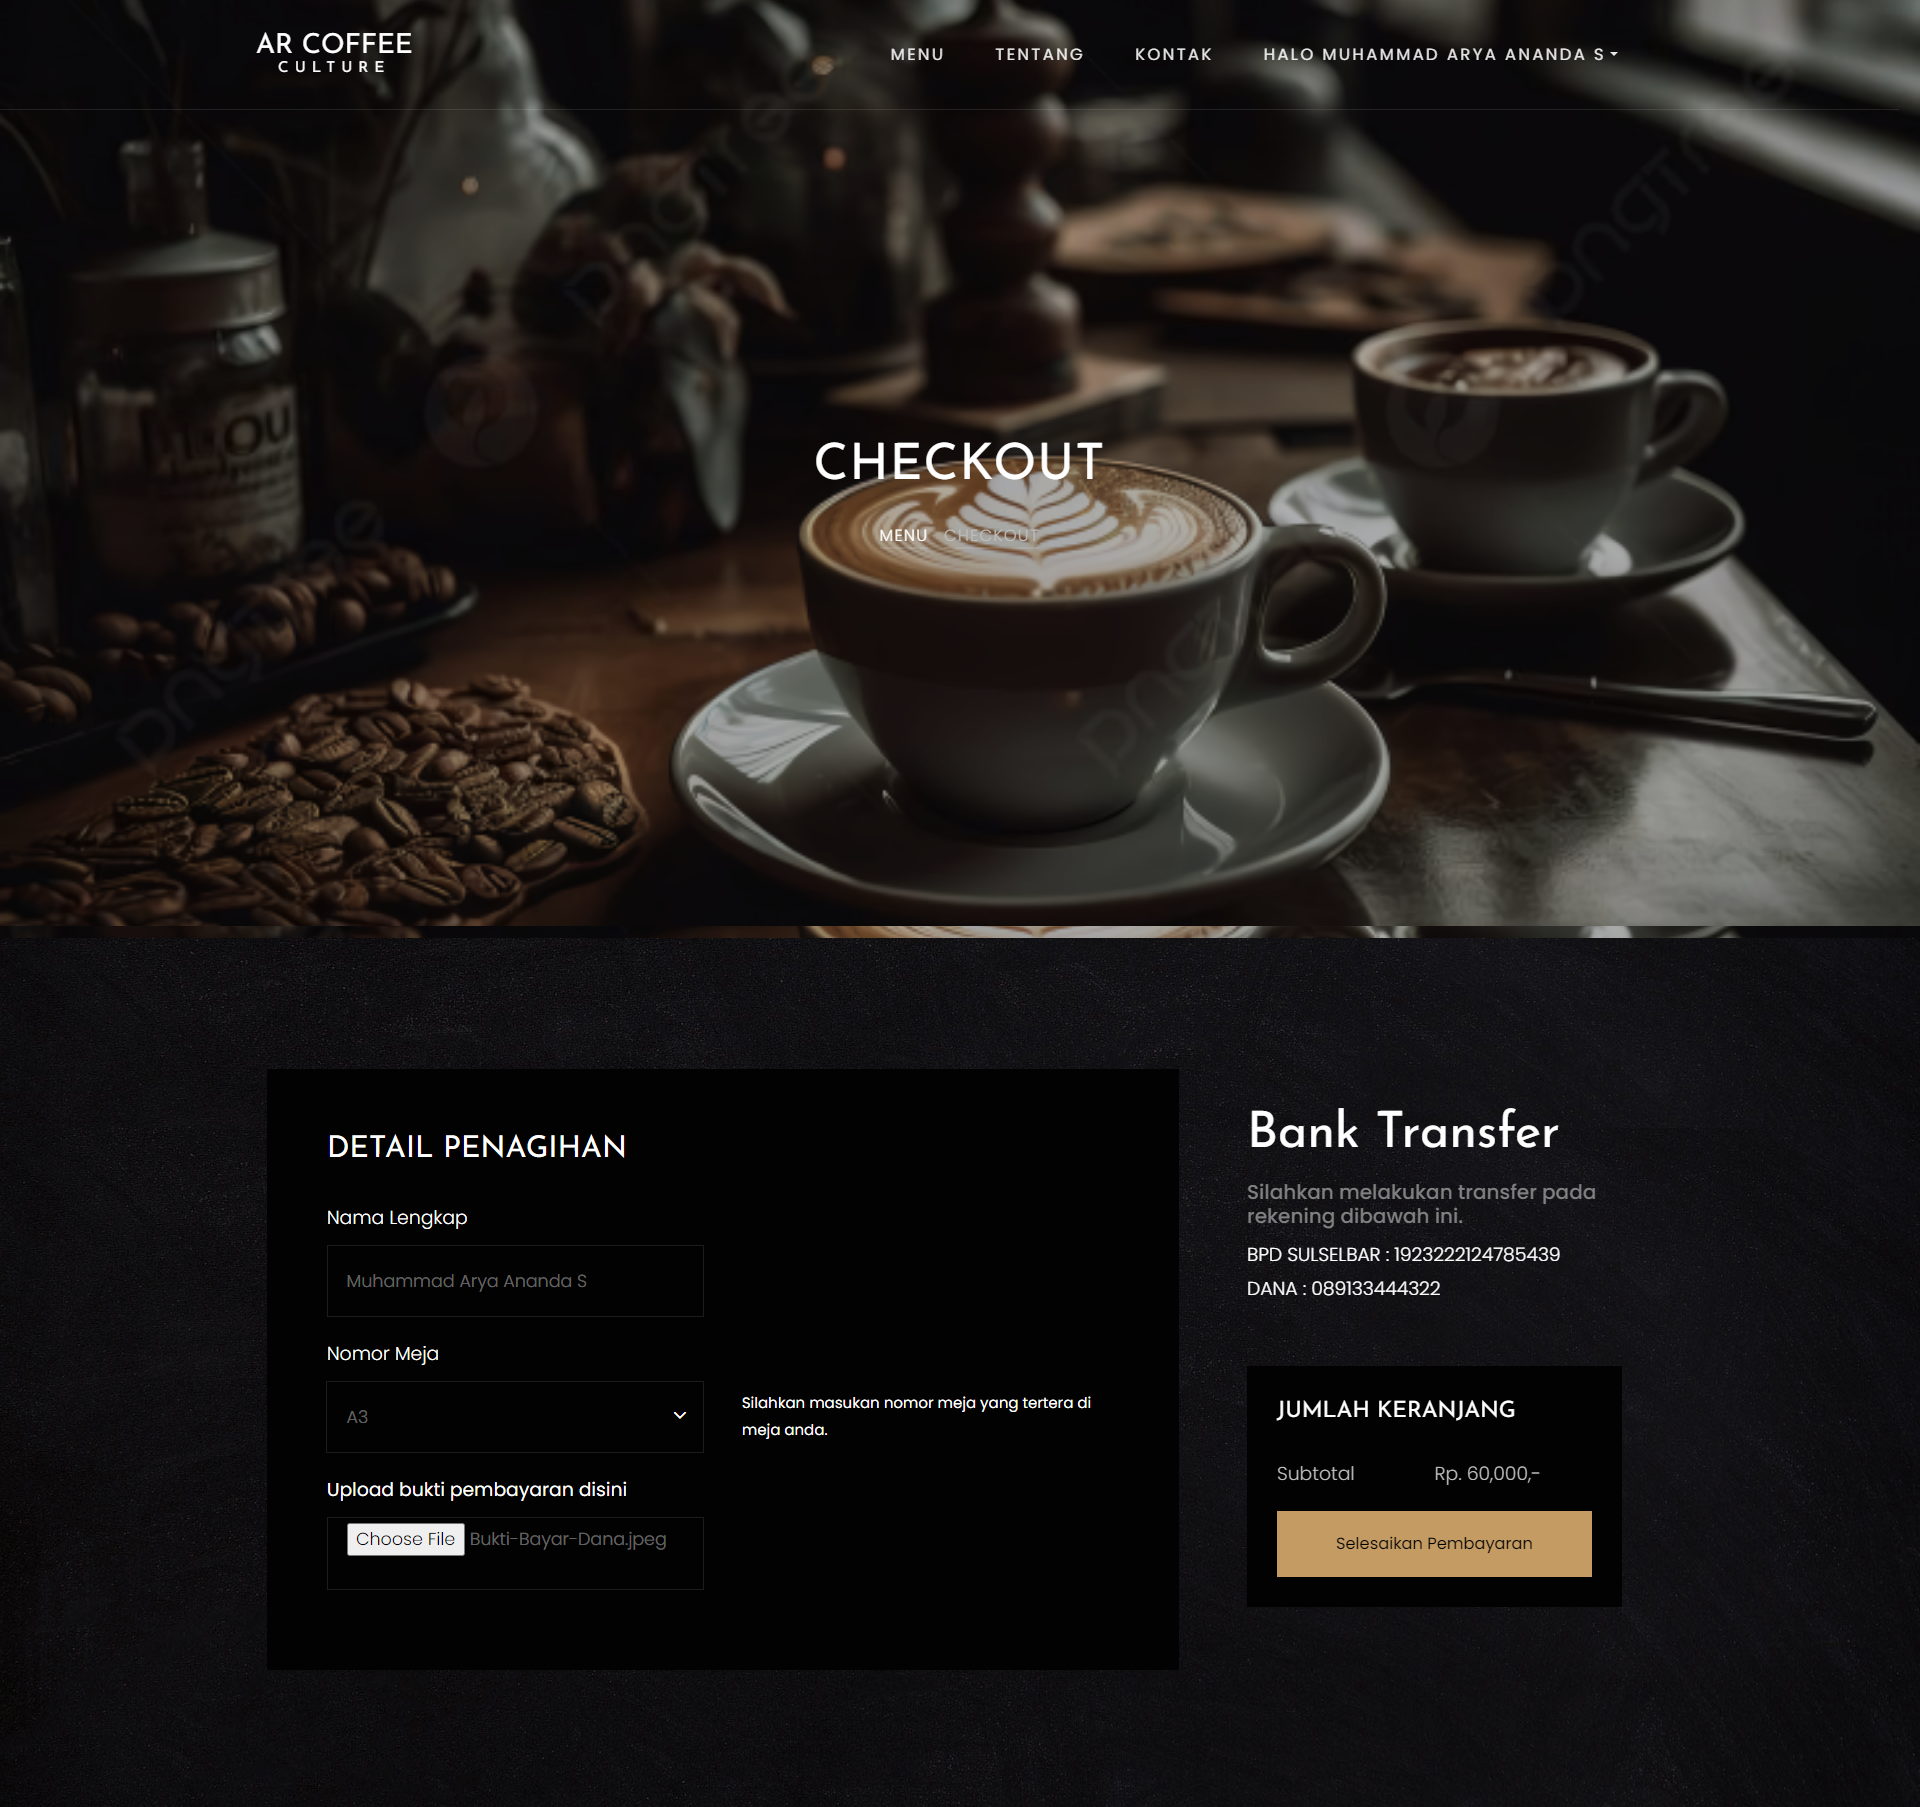 AR COFFEE
CULTURE
MENU
TENTANG
KONTAK
HALO MUHAMMAD ARYA ANANDA S
CHECKOUT
MENU CHECKOUT
DETAIL PENAGIHAN
Nama Lengkap
Muhammad Arya Ananda S
Nomor Meja
A3
Silahkan masukan nomor meja yang tertera di
meja anda.
Upload bukti pembayaran disini
Choose File Bukti-Bayar-Dana.jpeg
Bank Transfer
Silahkan melakukan transfer pada
rekening dibawah ini.
BPD SULSELBAR : 1923222124785439
DANA : 089133444322
JUMLAH KERANJANG
Subtotal Rp. 60,000,-
Selesaikan Pembayaran